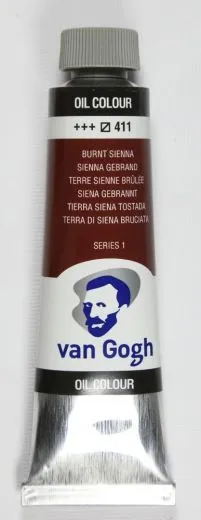 OIL COLOUR
+++ 411
BURNT SIENNA
SIENNA GEBRAND
TERRE SIENNE BRÛLÉE
SIENA GEBRANNT
TIERRA SIENA TOSTADA
TERRA DI SIENA BRUCIATA
SERIES 1
van Gogh
OIL COLOUR